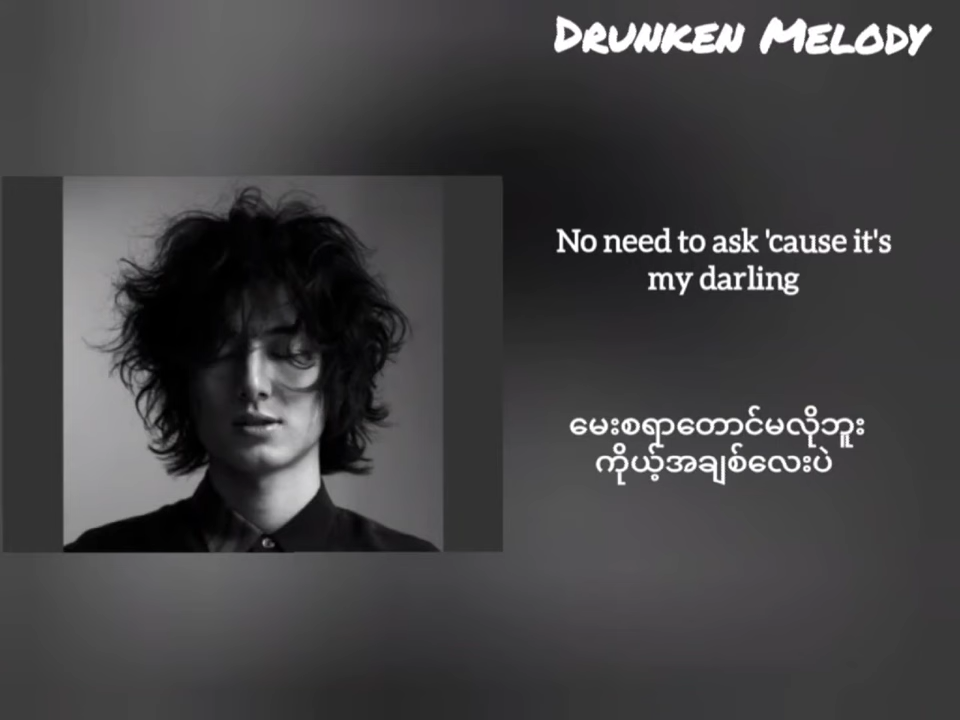 DRUNKEN MELODY
No need to ask 'cause it's
my darling
မေးစရာတောင်မလိုဘူး
ကိုယ့်အချစ်လေးပဲ